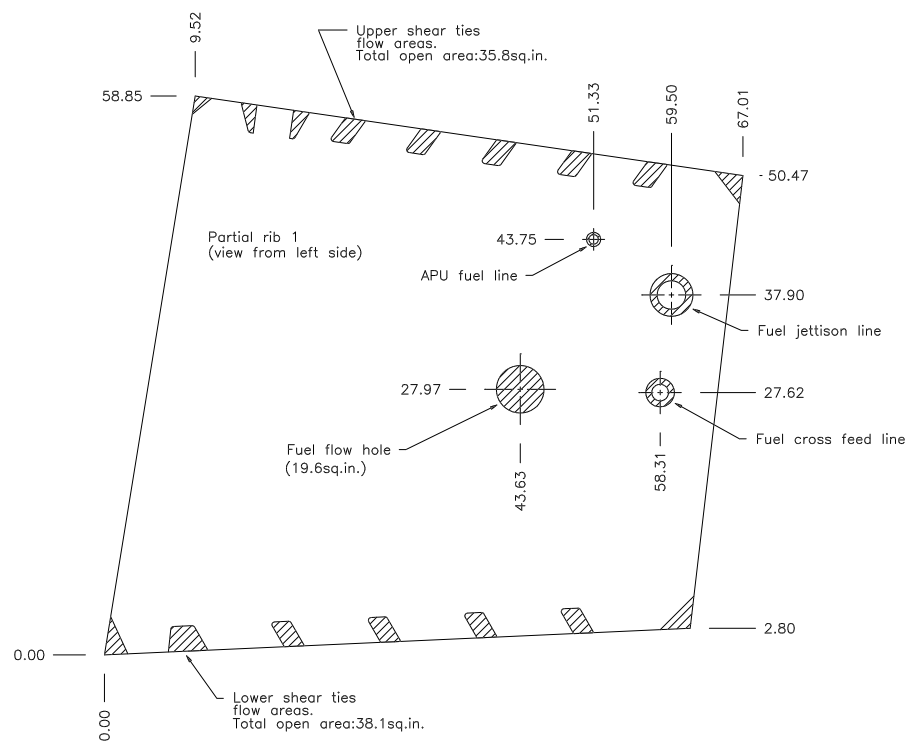 9.52
Upper shear ties
flow areas.
Total open area:35.8sq.in.
58.85
51.33
59.50
67.01
- 50.47
Partial rib 1
(view from left side)
43.75
APU fuel line
37.90
Fuel jettison line
27.97
27.62
Fuel flow hole
(19.6sq.in.)
43.63
58.31
Fuel cross feed line
0.00
2.80
0.00
Lower shear ties
flow areas.
Total open area:38.1sq.in.